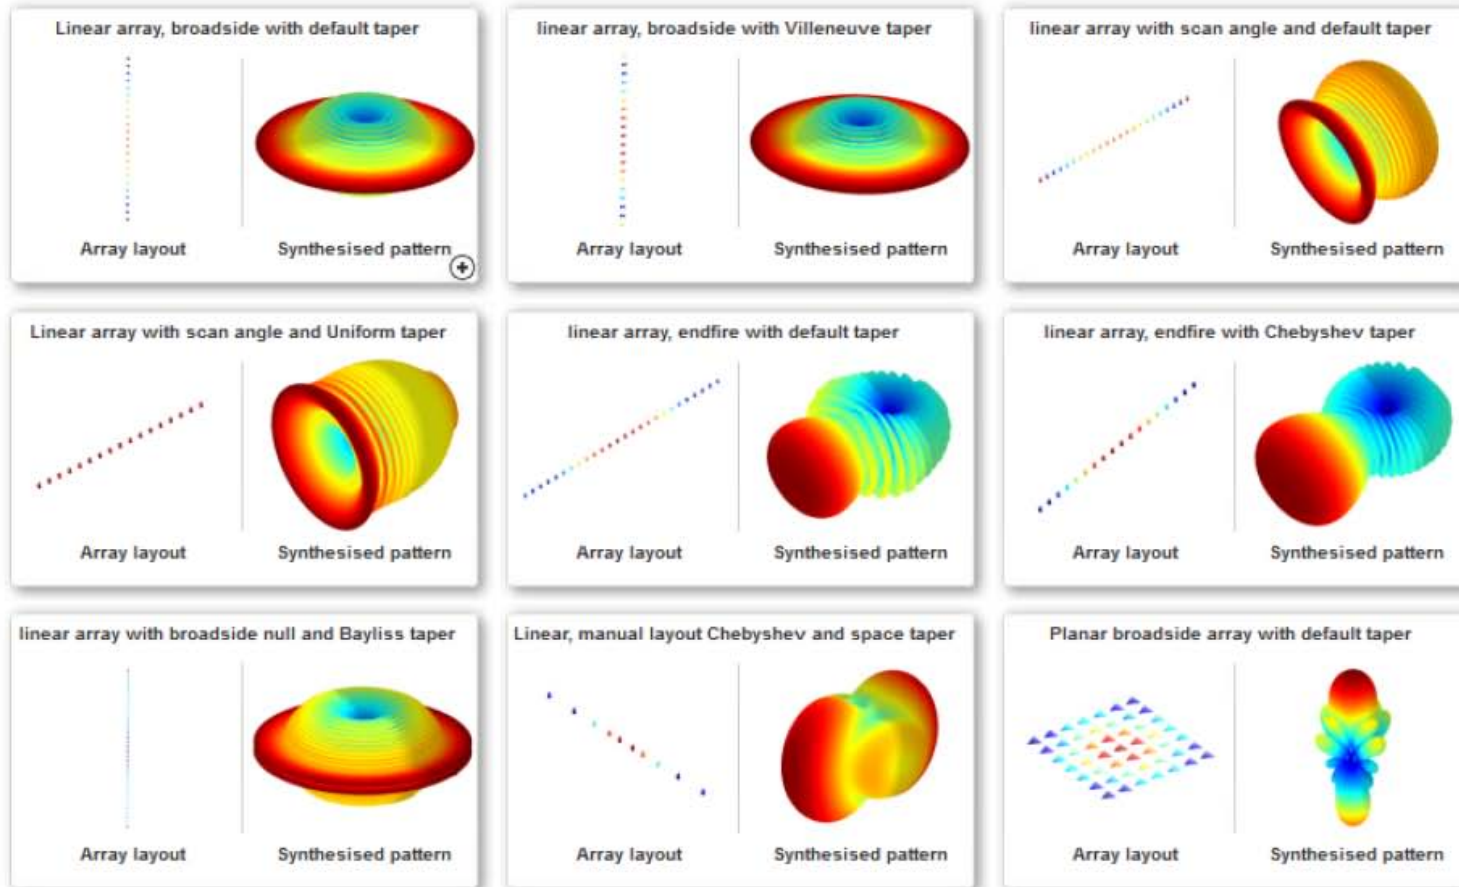 Linear array, broadside with default taper
Array layout
Synthesised pattern
linear array, broadside with Villeneuve taper
Array layout
Synthesised pattern
linear array with scan angle and default taper
Array layout
Synthesised pattern
Linear array with scan angle and Uniform taper
Array layout
Synthesised pattern
linear array, endfire with default taper
Array layout
Synthesised pattern
linear array, endfire with Chebyshev taper
Array layout
Synthesised pattern
linear array with broadside null and Bayliss taper
Array layout
Synthesised pattern
Linear, manual layout Chebyshev and space taper
Array layout
Synthesised pattern
Planar broadside array with default taper
Array layout
Synthesised pattern